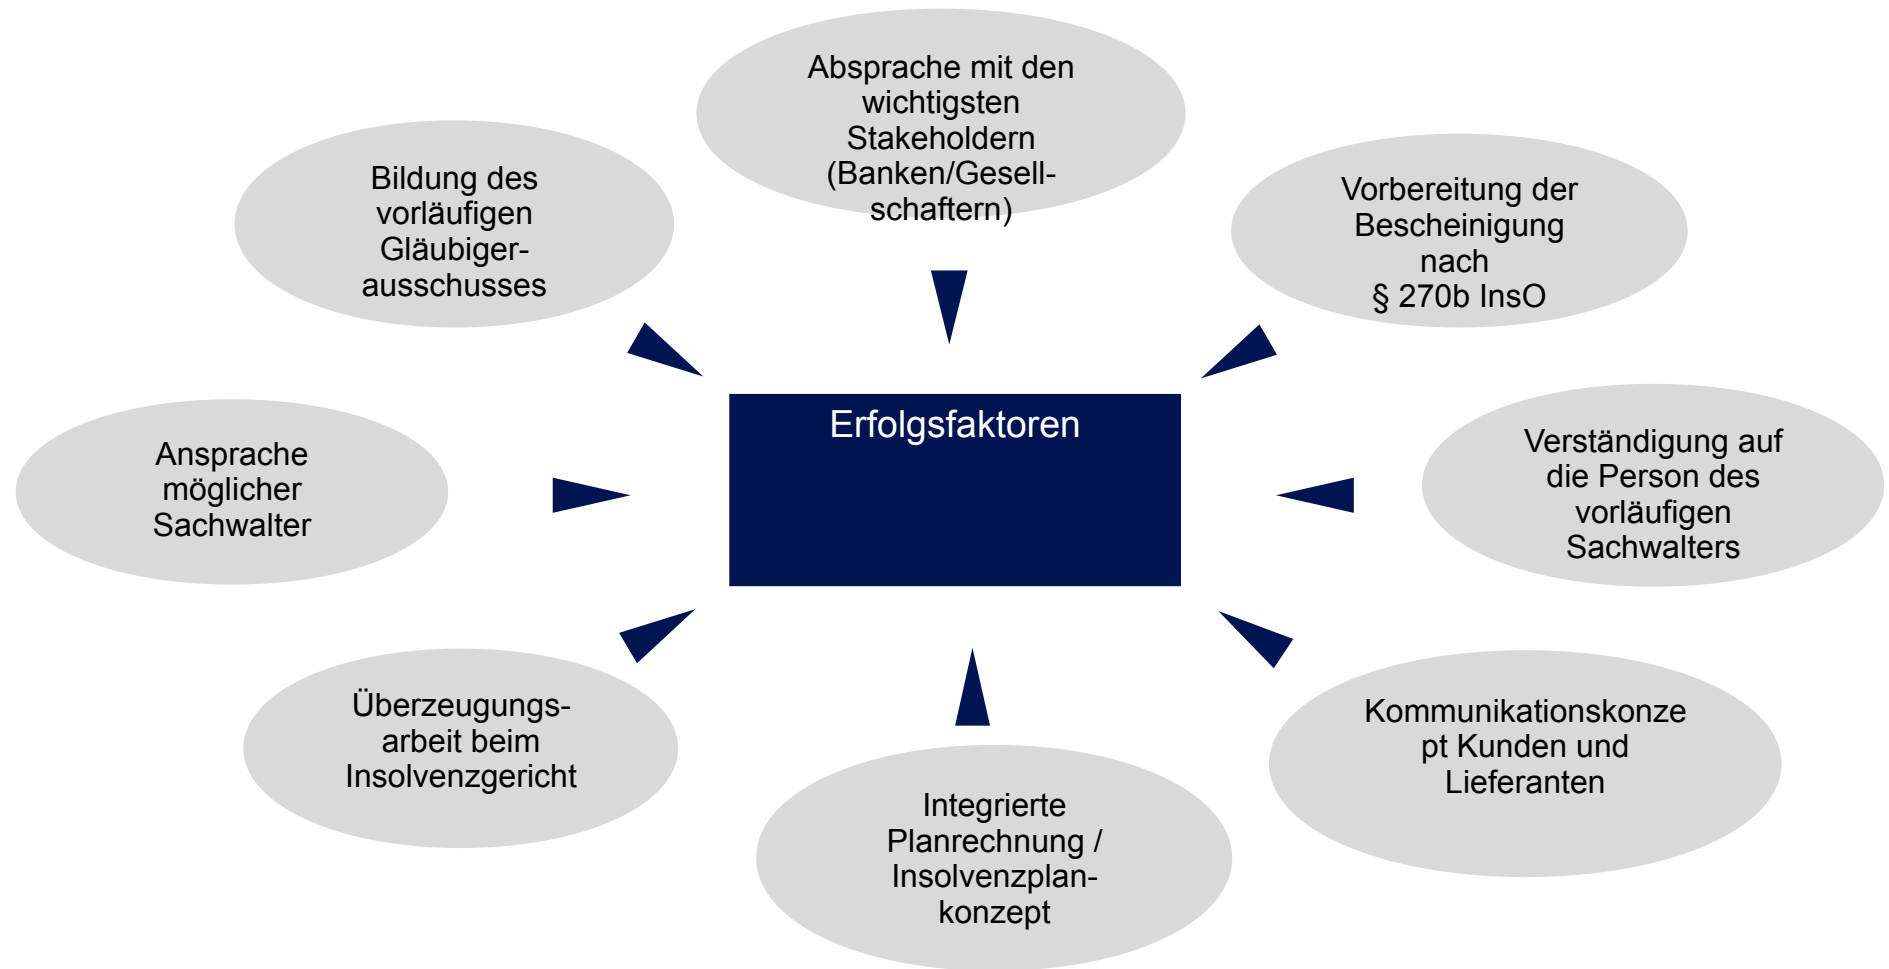 Absprache mit den
wichtigsten
Stakeholdern
(Banken/Gesell-
schaftern)
Bildung des
vorläufigen
Gläubiger-
ausschusses
Vorbereitung der
Bescheinigung
nach
§ 270b InsO
Erfolgsfaktoren
Ansprache
möglicher
Sachwalter
Verständigung auf
die Person des
vorläufigen
Sachwalters
Überzeugungs-
arbeit beim
Insolvenzgericht
Kommunikationskonze
pt Kunden und
Lieferanten
Integrierte
Planrechnung /
Insolvenzplan-
konzept